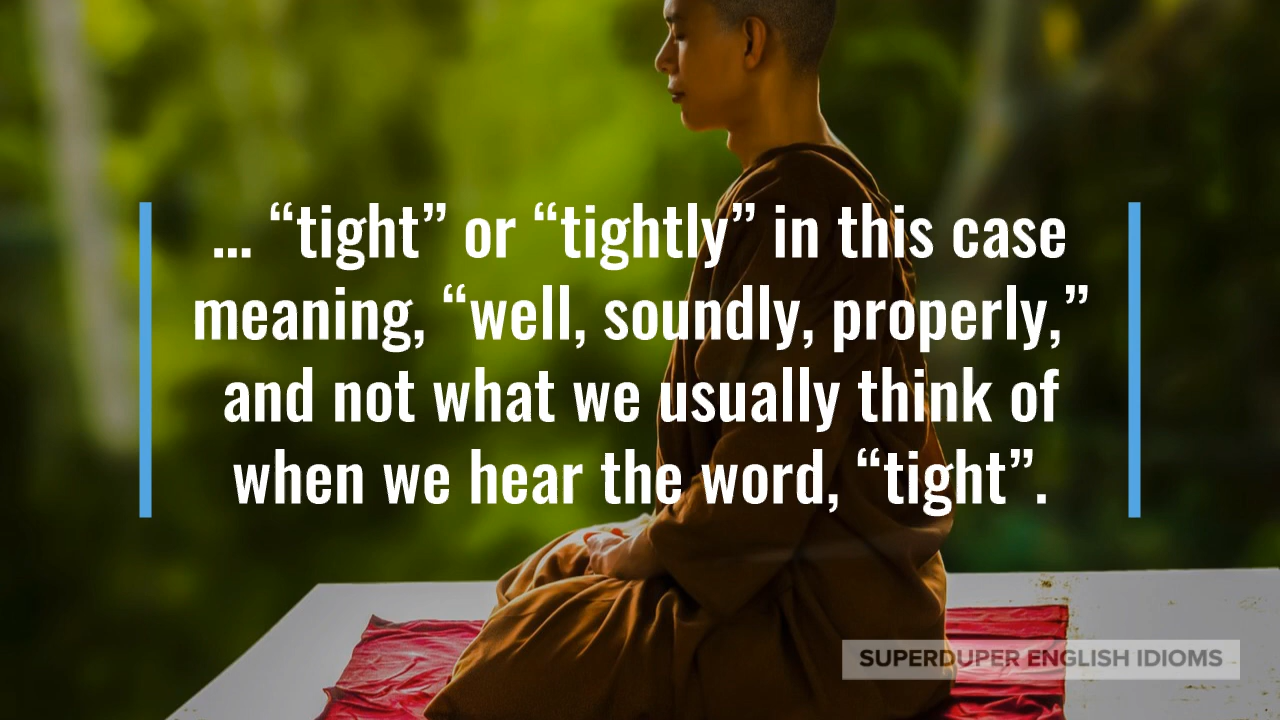 ... “tight” or “tightly” in this case
meaning, “well, soundly, properly,”
and not what we usually think of
when we hear the word, “tight”.
SUPERDUPER ENGLISH IDIOMS